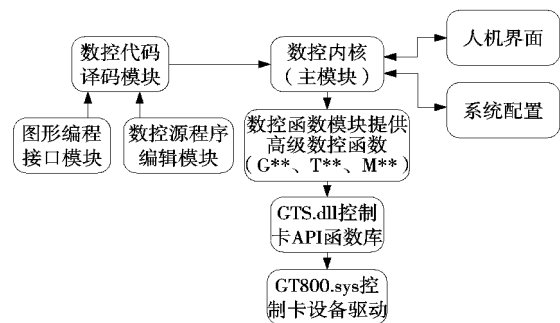 数控代码
译码模块
数控内核
（主模块）
人机界面
系统配置
图形编程
接口模块
数控源程序
编辑模块
数控函数模块提供
高级数控函数
（G**、T**、M**）
GTS.dll控制
卡API函数库
GT800.sys控
制卡设备驱动